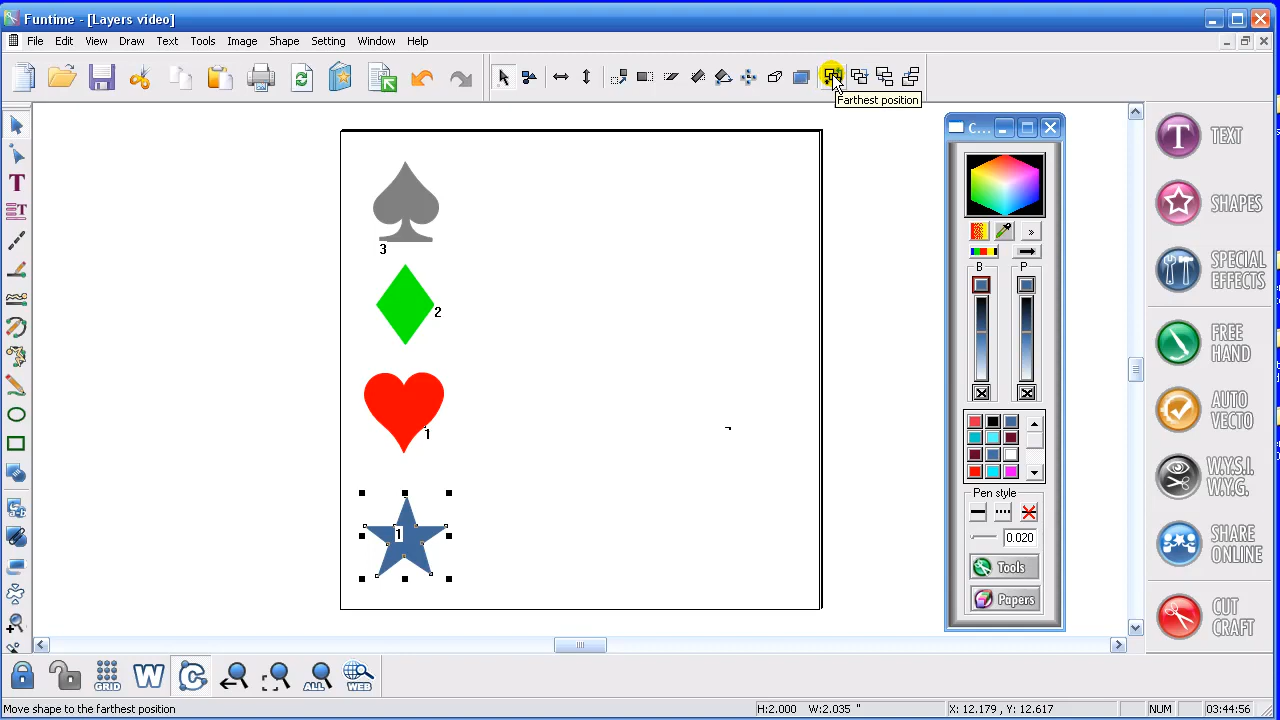 Funtime - [Layers video]
File Edit View Draw Text Tools Image Shape Setting Window Help
Farthest position
C...
TEXT
SHAPES
SPECIAL
EFFECTS
FREE
HAND
AUTO
VECTO
W.Y.S.I.
W.Y.G.
SHARE
ONLINE
CUT
CRAFT
3
2
1
1
»
B P
Pen style
0.020
Tools
Papers
GRID
W
C
ALL
WEB
Move shape to the farthest position
H:2.000 W:2.035 "
X: 12.179 , Y: 12.617
NUM
03:44:56